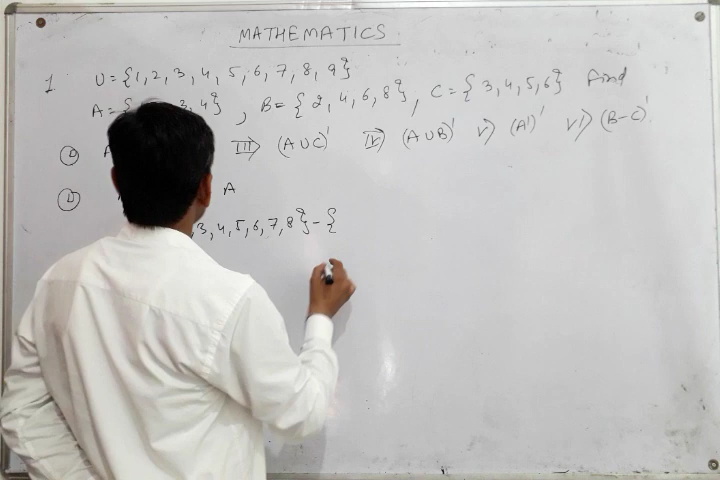 MATHEMATICS
1 U = {1, 2, 3, 4, 5, 6, 7, 8, 9}
A = { 3, 4}, B = { 2, 4, 6, 8}, C = { 3, 4, 5, 6} Find
A III) (A∪C)' IV) (A∪B)' V) (A')' VI) (B-C)'.
A
, 3, 4, 5, 6, 7, 8} - {